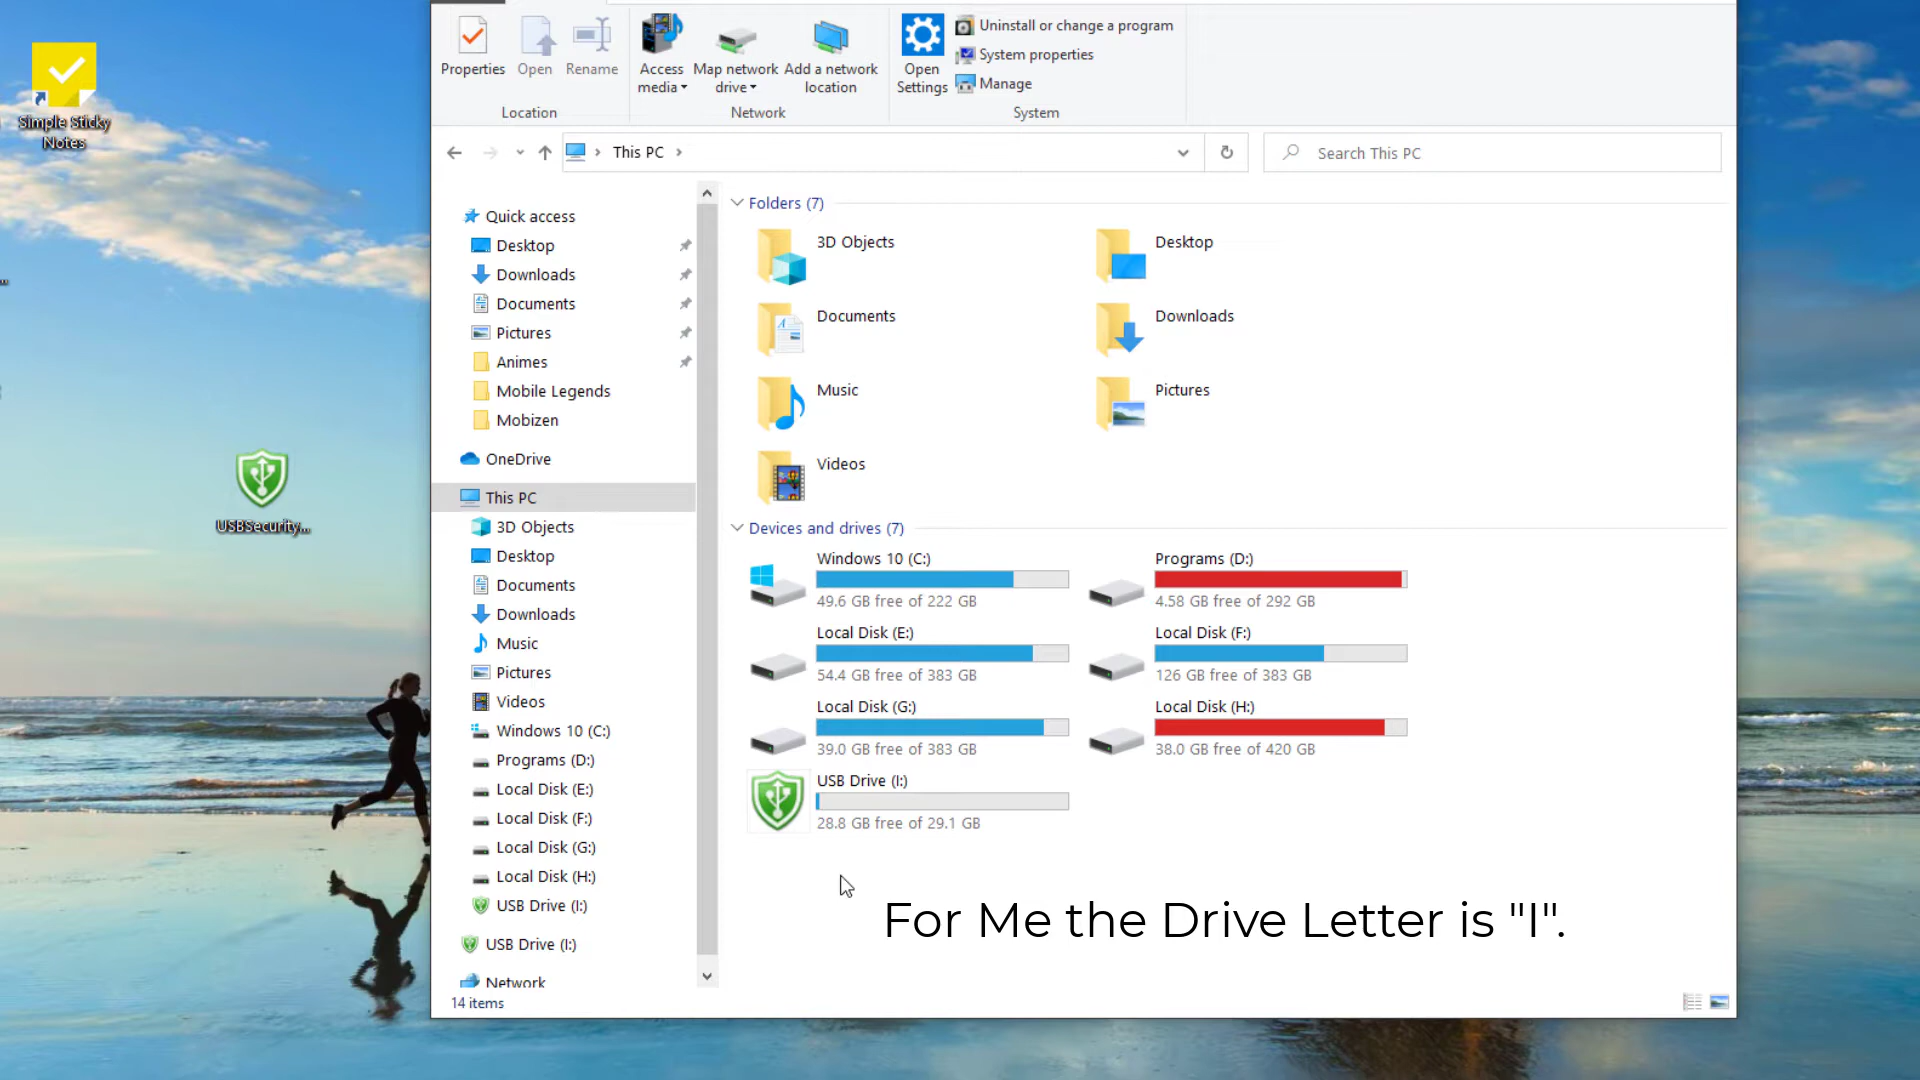 Simple Sticky
Notes
USBSecurity...
Properties
Open
Rename
Location
Access
media
Map network
drive
Add a network
location
Network
Open
Settings
Uninstall or change a program
System properties
Manage
System
This PC
Search This PC
Quick access
Desktop
Downloads
Documents
Pictures
Animes
Mobile Legends
Mobizen
OneDrive
This PC
3D Objects
Desktop
Documents
Downloads
Music
Pictures
Videos
Windows 10 (C:)
Programs (D:)
Local Disk (E:)
Local Disk (F:)
Local Disk (G:)
Local Disk (H:)
USB Drive (I:)
USB Drive (I:)
Network
14 items
Folders (7)
3D Objects
Desktop
Documents
Downloads
Music
Pictures
Videos
Devices and drives (7)
Windows 10 (C:)
49.6 GB free of 222 GB
Programs (D:)
4.58 GB free of 292 GB
Local Disk (E:)
54.4 GB free of 383 GB
Local Disk (F:)
126 GB free of 383 GB
Local Disk (G:)
39.0 GB free of 383 GB
Local Disk (H:)
38.0 GB free of 420 GB
USB Drive (I:)
28.8 GB free of 29.1 GB
For Me the Drive Letter is "I".